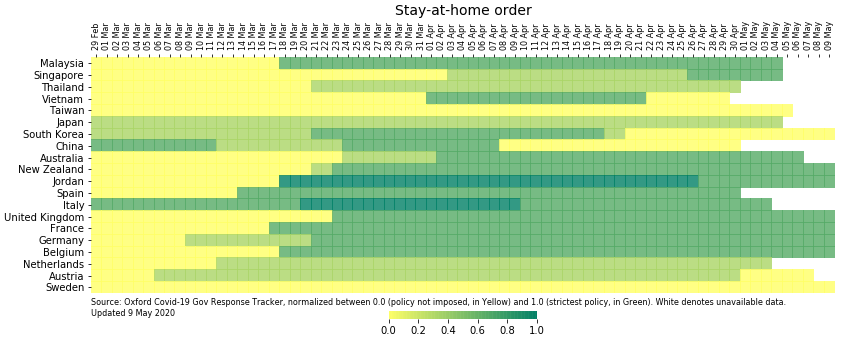 Stay-at-home order
29 Feb
01 Mar
02 Mar
03 Mar
04 Mar
05 Mar
06 Mar
07 Mar
08 Mar
09 Mar
10 Mar
11 Mar
12 Mar
13 Mar
14 Mar
15 Mar
16 Mar
17 Mar
18 Mar
19 Mar
20 Mar
21 Mar
22 Mar
23 Mar
24 Mar
25 Mar
26 Mar
27 Mar
28 Mar
29 Mar
30 Mar
31 Mar
01 Apr
02 Apr
03 Apr
04 Apr
05 Apr
06 Apr
07 Apr
08 Apr
09 Apr
10 Apr
11 Apr
12 Apr
13 Apr
14 Apr
15 Apr
16 Apr
17 Apr
18 Apr
19 Apr
20 Apr
21 Apr
22 Apr
23 Apr
24 Apr
25 Apr
26 Apr
27 Apr
28 Apr
29 Apr
30 Apr
01 May
02 May
03 May
04 May
05 May
06 May
07 May
08 May
09 May
Malaysia
Singapore
Thailand
Vietnam
Taiwan
Japan
South Korea
China
Australia
New Zealand
Jordan
Spain
Italy
United Kingdom
France
Germany
Belgium
Netherlands
Austria
Sweden
Source: Oxford Covid-19 Gov Response Tracker, normalized between 0.0 (policy not imposed, in Yellow) and 1.0 (strictest policy, in Green). White denotes unavailable data.
Updated 9 May 2020
0.0 0.2 0.4 0.6 0.8 1.0